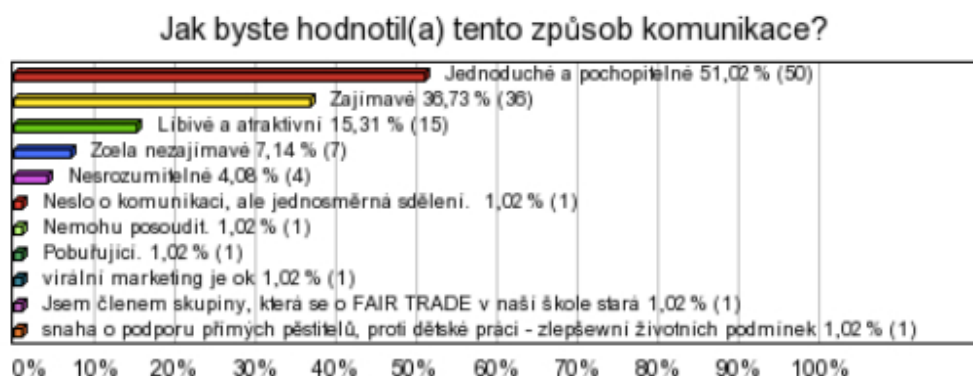 Jak byste hodnotil(a) tento způsob komunikace?
Jednoduché a pochopitelné 51,02 % (50)
Zajímavé 36,73 % (36)
Líbivé a atraktivní 15,31 % (15)
Zcela nezajímavé 7,14 % (7)
Nesrozumitelné 4,08 % (4)
Neslo o komunikaci, ale jednosměrná sdělení. 1,02 % (1)
Nemohu posoudit. 1,02 % (1)
Pobuřující. 1,02 % (1)
virální marketing je ok 1,02 % (1)
Jsem členem skupiny, která se o FAIR TRADE v naší škole stará 1,02 % (1)
snaha o podporu přímých pěstitelů, proti dětské práci - zlepšewní životních podmínek 1,02 % (1)
0% 10% 20% 30% 40% 50% 60% 70% 80% 90% 100%